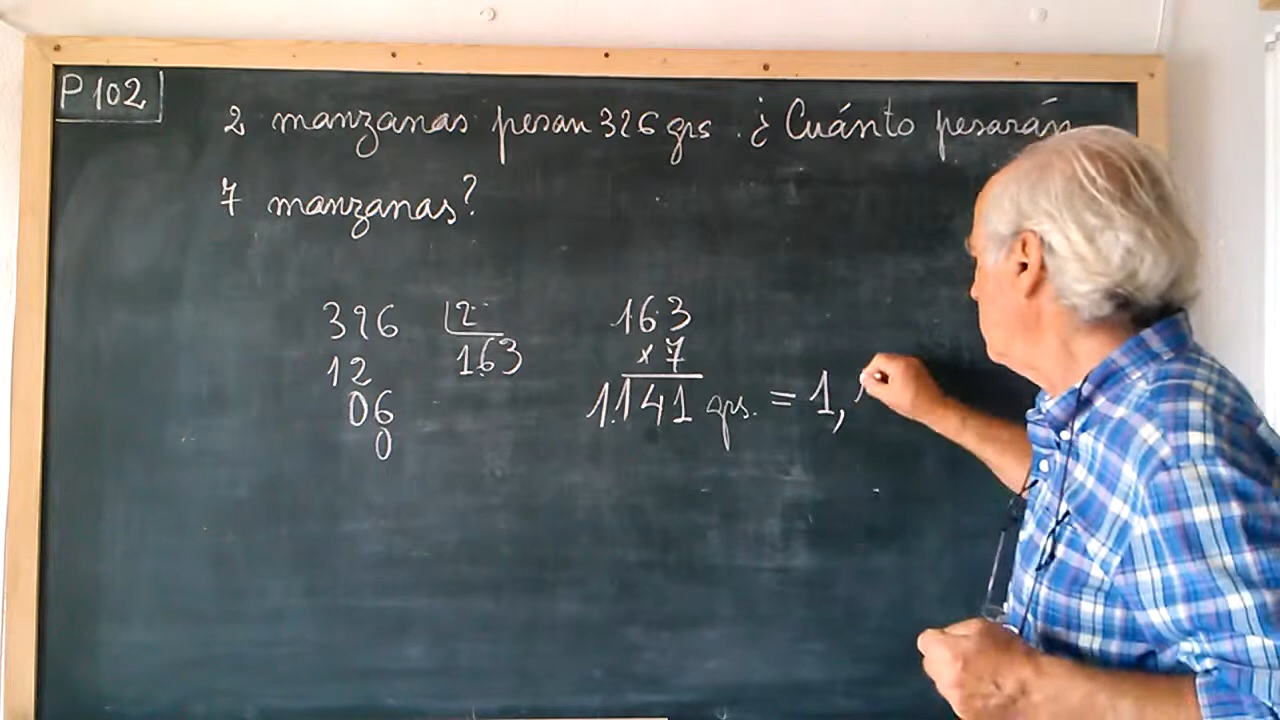 P 102
2 manzanas pesan 326 grs. ¿Cuánto pesarán
7 manzanas?
326 2
12 163
06
0
163
x 7
1.141 grs. = 1,1